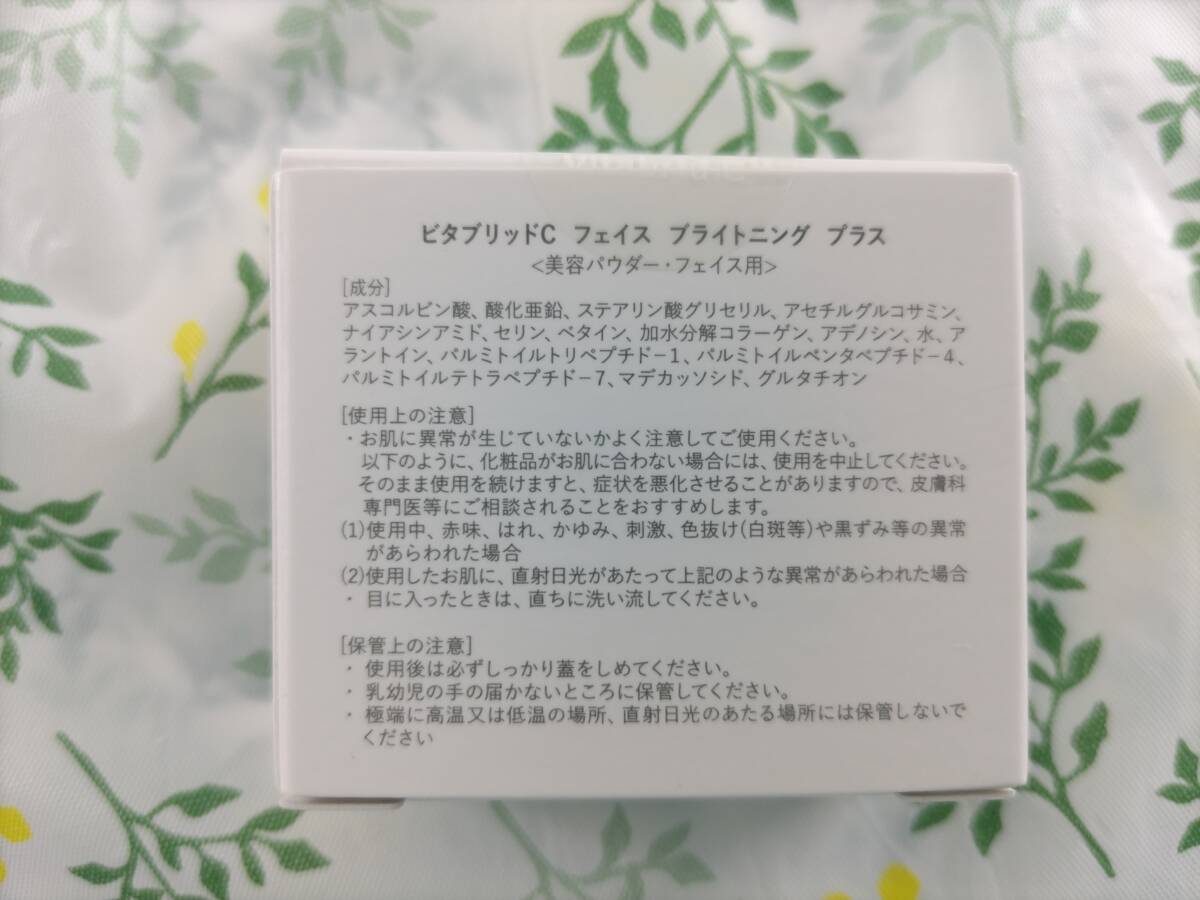 ビタブリッドC フェイス ブライトニング プラス
<美容パウダー・フェイス用>
[成分]
アスコルビン酸、酸化亜鉛、ステアリン酸グリセリル、アセチルグルコサミン、
ナイアシンアミド、セリン、ベタイン、加水分解コラーゲン、アデノシン、水、ア
ラントイン、パルミトイルトリペプチド−1、パルミトイルペンタペプチド−4、
パルミトイルテトラペプチド−7、マデカッソシド、グルタチオン
[使用上の注意]
・お肌に異常が生じていないかよく注意してご使用ください。
以下のように、化粧品がお肌に合わない場合には、使用を中止してください。
そのまま使用を続けますと、症状を悪化させることがありますので、皮膚科
専門医等にご相談されることをおすすめします。
(1)使用中、赤味、はれ、かゆみ、刺激、色抜け(白斑等)や黒ずみ等の異常
があらわれた場合
(2)使用したお肌に、直射日光があたって上記のような異常があらわれた場合
・ 目に入ったときは、直ちに洗い流してください。
[保管上の注意]
・ 使用後は必ずしっかり蓋をしめてください。
・ 乳幼児の手の届かないところに保管してください。
・ 極端に高温又は低温の場所、直射日光のあたる場所には保管しないで
ください